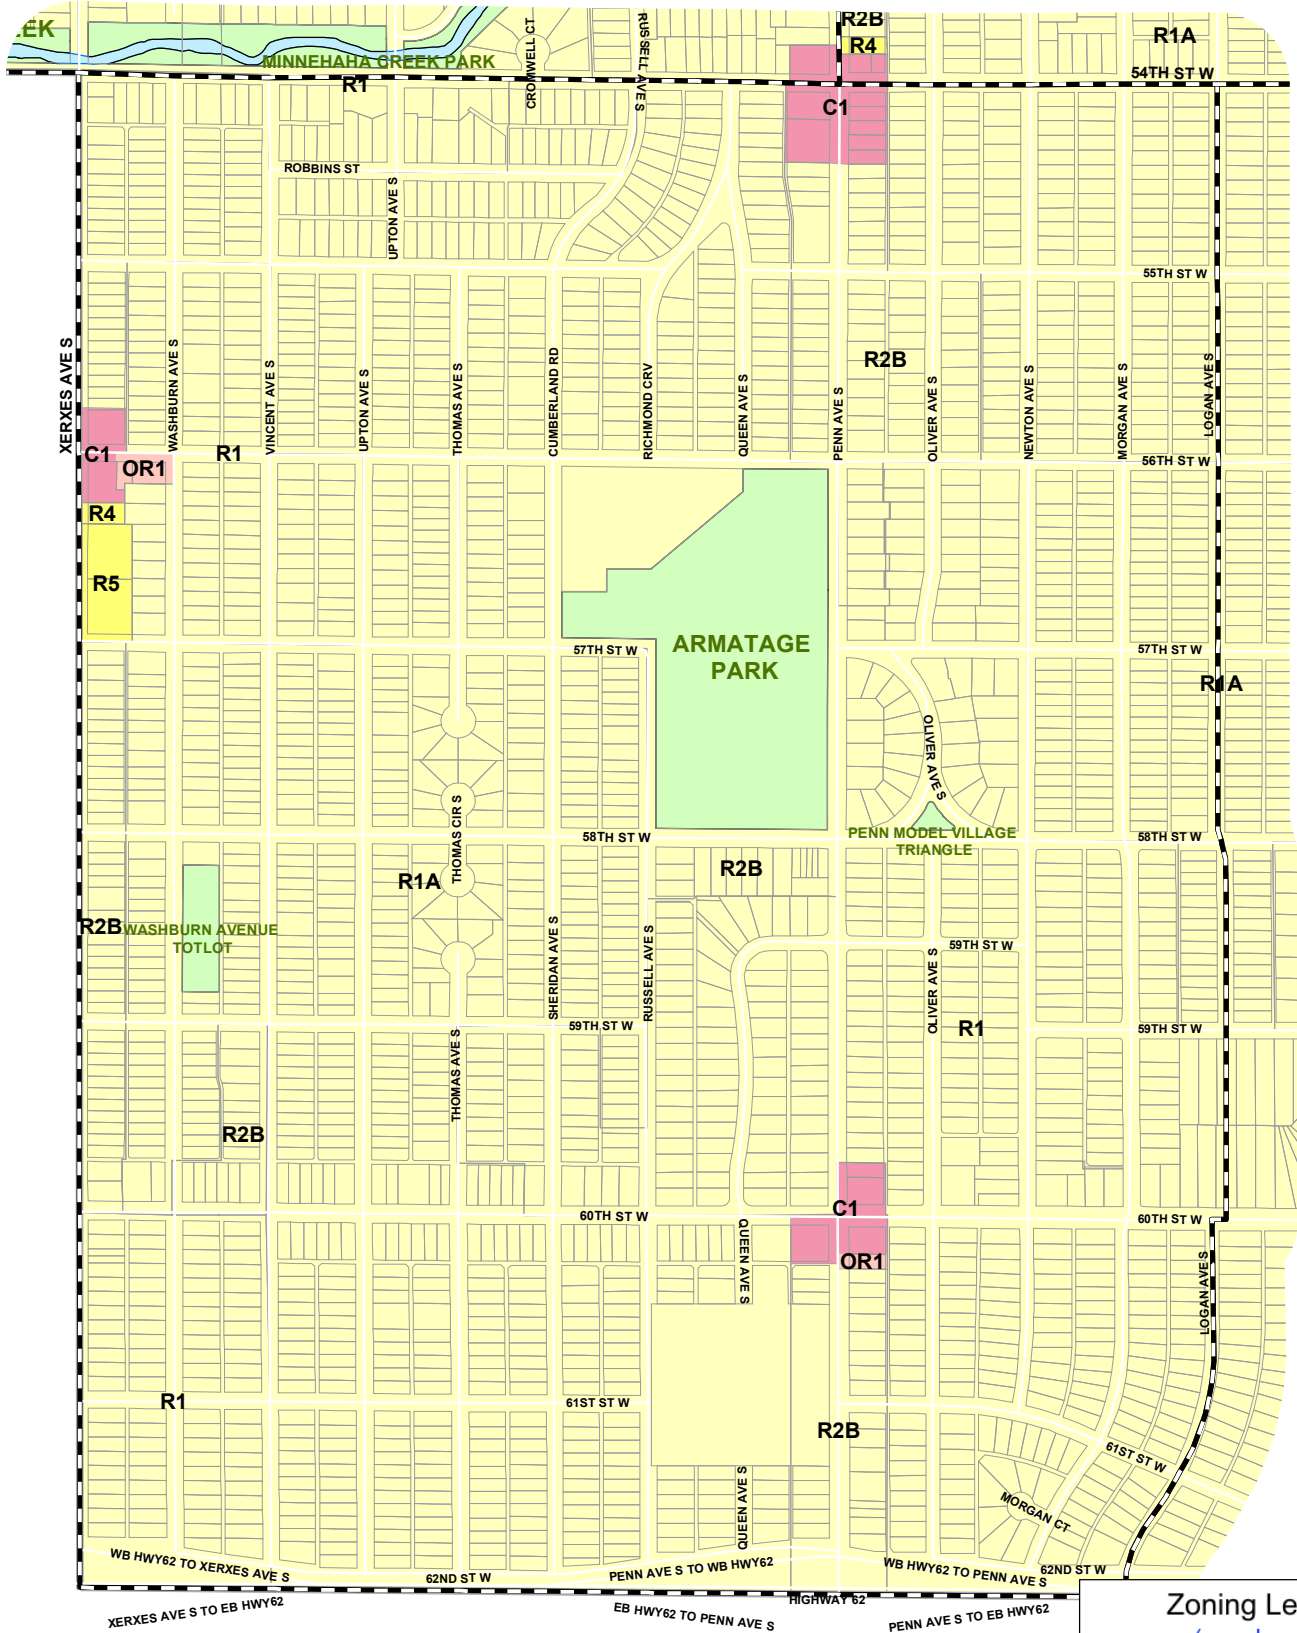 EEK
MINNEHAHA CREEK PARK
R1
CROMWELL CT
RUSSELL AVE S
R2B
R4
R1A
54TH ST W
C1
ROBBINS ST
UPTON AVE S
55TH ST W
XERXES AVE S
WASHBURN AVE S
VINCENT AVE S
UPTON AVE S
THOMAS AVE S
CUMBERLAND RD
RICHMOND CRV
QUEEN AVE S
PENN AVE S
R2B
OLIVER AVE S
NEWTON AVE S
MORGAN AVE S
LOGAN AVE S
C1
OR1
R1
56TH ST W
R4
R5
ARMATAGE
PARK
57TH ST W
57TH ST W
R1A
OLIVER AVE S
THOMAS CIR S
58TH ST W
PENN MODEL VILLAGE
TRIANGLE
58TH ST W
R1A
R2B
R2B
WASHBURN AVENUE
TOTLOT
SHERIDAN AVE S
RUSSELL AVE S
59TH ST W
OLIVER AVE S
59TH ST W
R1
59TH ST W
THOMAS AVE S
R2B
C1
60TH ST W
60TH ST W
QUEEN AVE S
OR1
LOGAN AVE S
R1
61ST ST W
R2B
61ST ST W
QUEEN AVE S
MORGAN CT
WB HWY62 TO XERXES AVE S
62ND ST W
PENN AVE S TO WB HWY62
WB HWY62 TO PENN AVE S
62ND ST W
HIGHWAY 62
XERXES AVE S TO EB HWY62
EB HWY62 TO PENN AVE S
PENN AVE S TO EB HWY62
Zoning Le